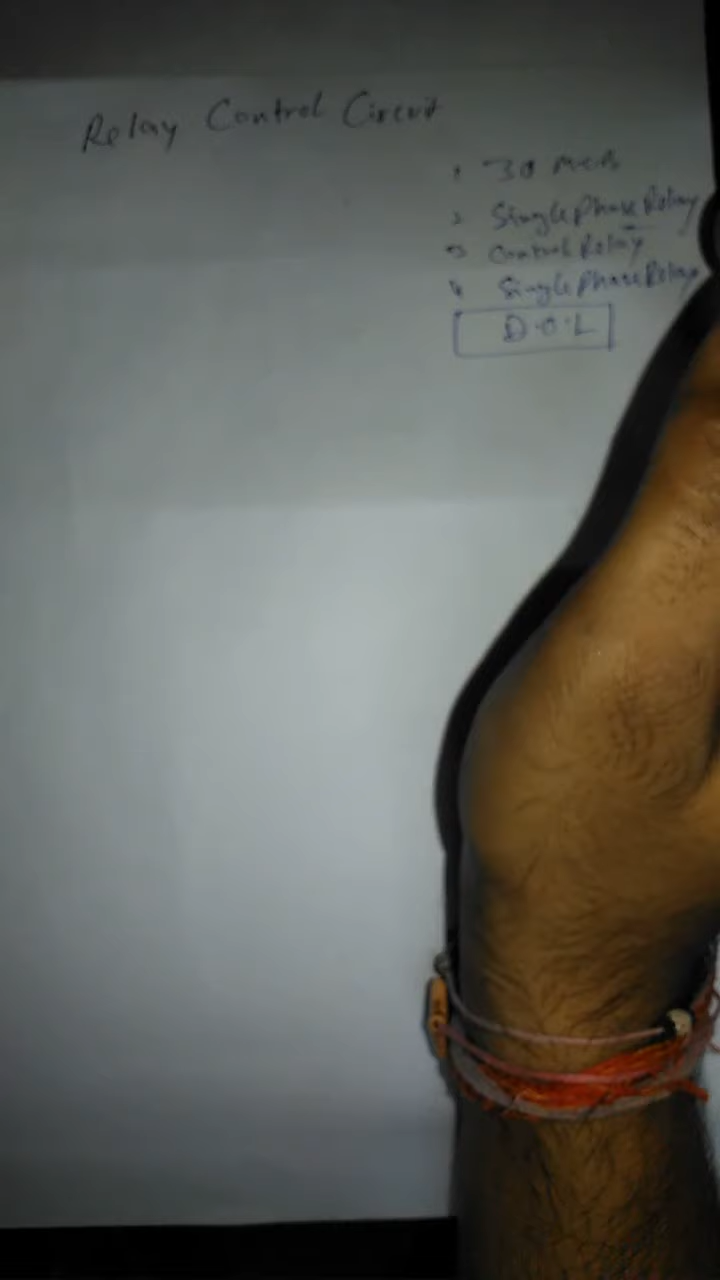 Relay Control Circuit
1 3Ø MCB
2 Single Phase Relay
3 Control Relay
4 Single Phase Relay
D.O.L